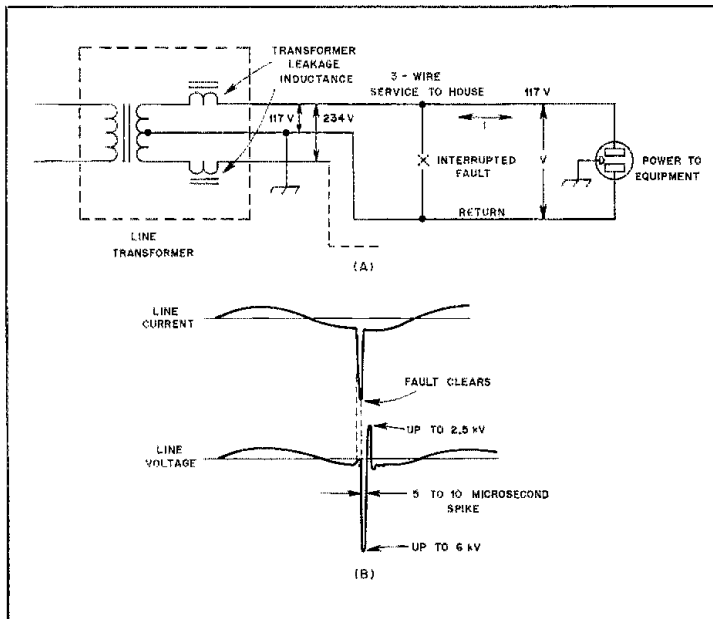 TRANSFORMER
LEAKAGE
INDUCTANCE
3 - WIRE
SERVICE TO HOUSE
117 V
117 V
234 V
I
V
INTERRUPTED
FAULT
POWER TO
EQUIPMENT
RETURN
LINE
TRANSFORMER
(A)
LINE
CURRENT
FAULT CLEARS
UP TO 2.5 kV
LINE
VOLTAGE
5 TO 10 MICROSECOND
SPIKE
UP TO 6 kV
(B)